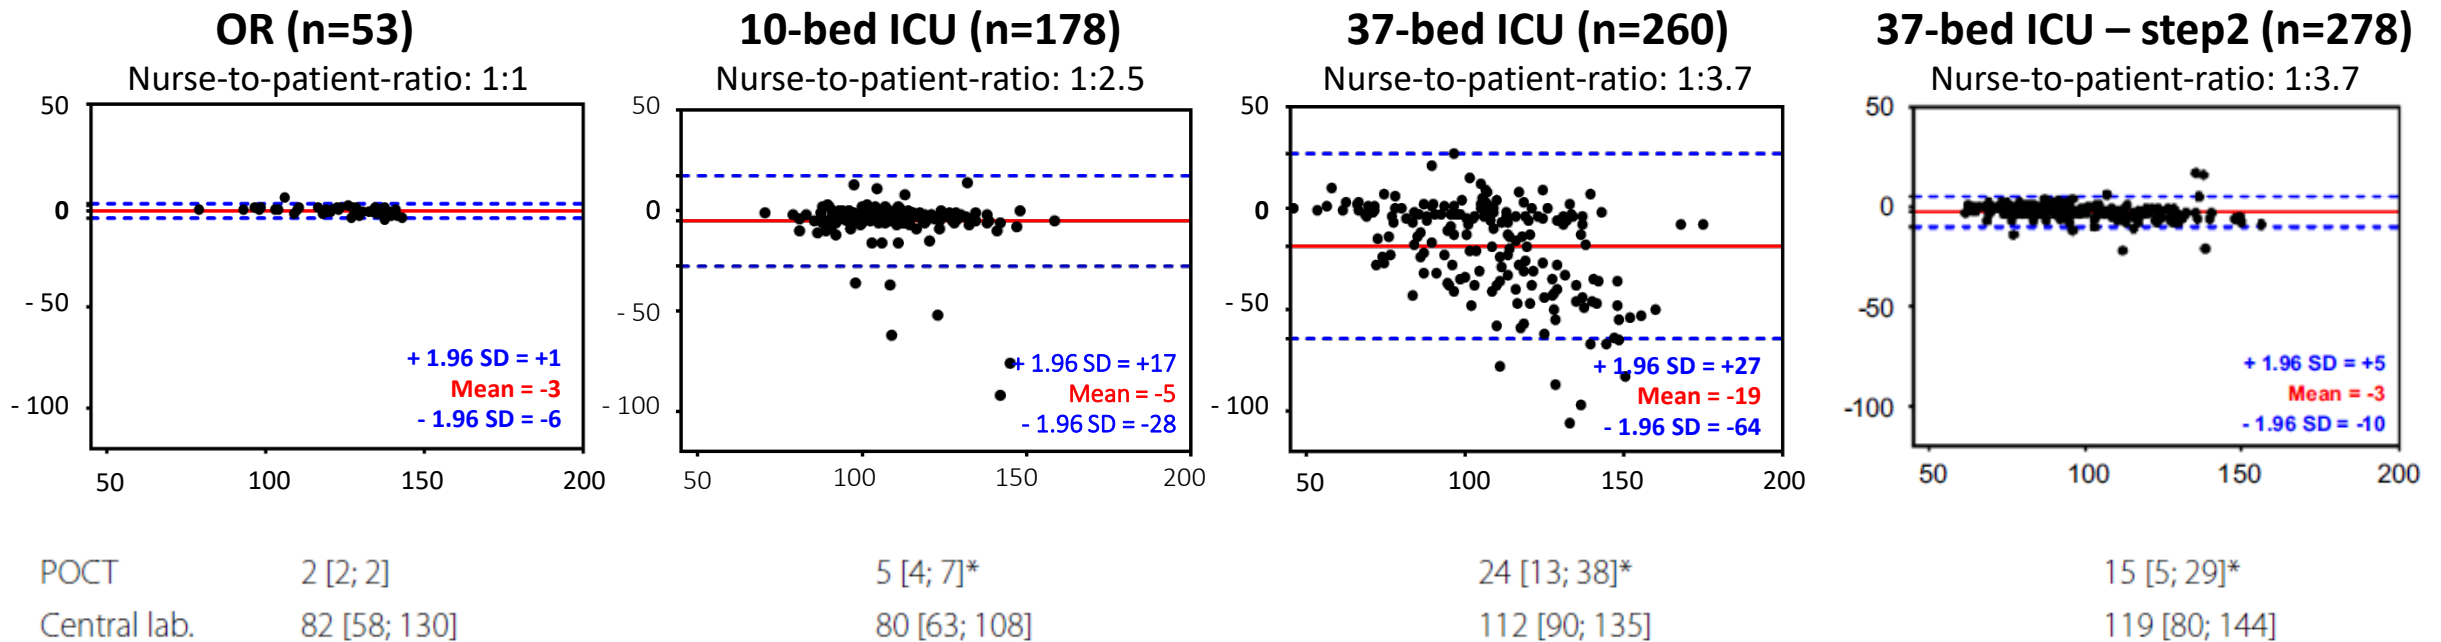 OR (n=53)
Nurse-to-patient-ratio: 1:1
50
0
- 50
- 100
+ 1.96 SD = +1
Mean = -3
- 1.96 SD = -6
50 100 150 200
10-bed ICU (n=178)
Nurse-to-patient-ratio: 1:2.5
50
0
- 50
- 100
+ 1.96 SD = +17
Mean = -5
- 1.96 SD = -28
50 100 150 200
37-bed ICU (n=260)
Nurse-to-patient-ratio: 1:3.7
50
0
- 50
- 100
+ 1.96 SD = +27
Mean = -19
- 1.96 SD = -64
50 100 150 200
37-bed ICU – step2 (n=278)
Nurse-to-patient-ratio: 1:3.7
50
0
-50
-100
+ 1.96 SD = +5
Mean = -3
- 1.96 SD = -10
50 100 150 200
POCT 2 [2; 2] 5 [4; 7]* 24 [13; 38]* 15 [5; 29]*
Central lab. 82 [58; 130] 80 [63; 108] 112 [90; 135] 119 [80; 144]